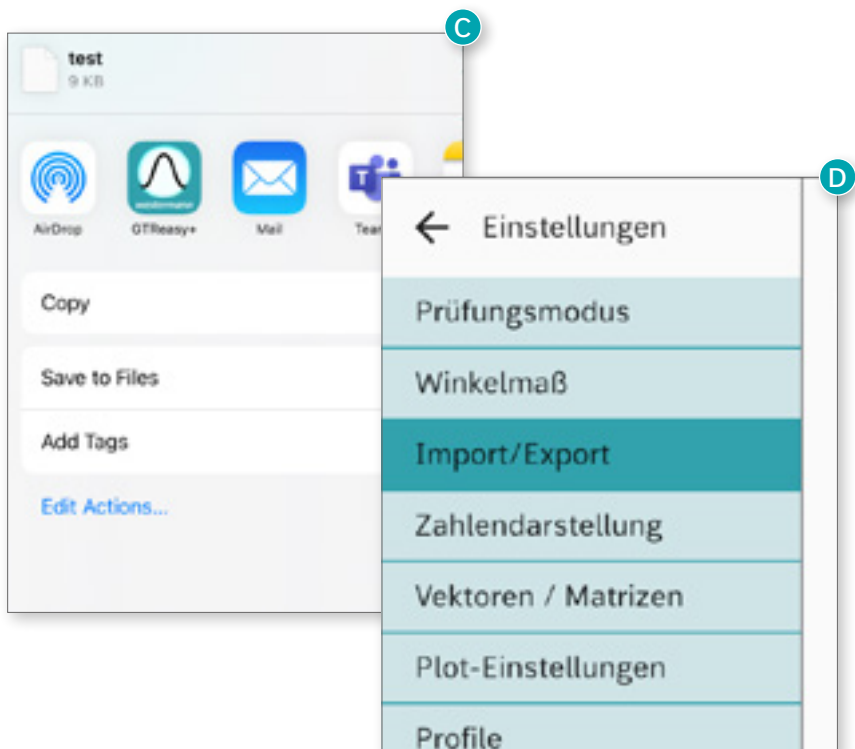 C
test
9 KB
AirDrop
GTReasy+
Mail
Tear
Copy
Save to Files
Add Tags
Edit Actions...
D
Einstellungen
Prüfungsmodus
Winkelmaß
Import/Export
Zahlendarstellung
Vektoren / Matrizen
Plot-Einstellungen
Profile